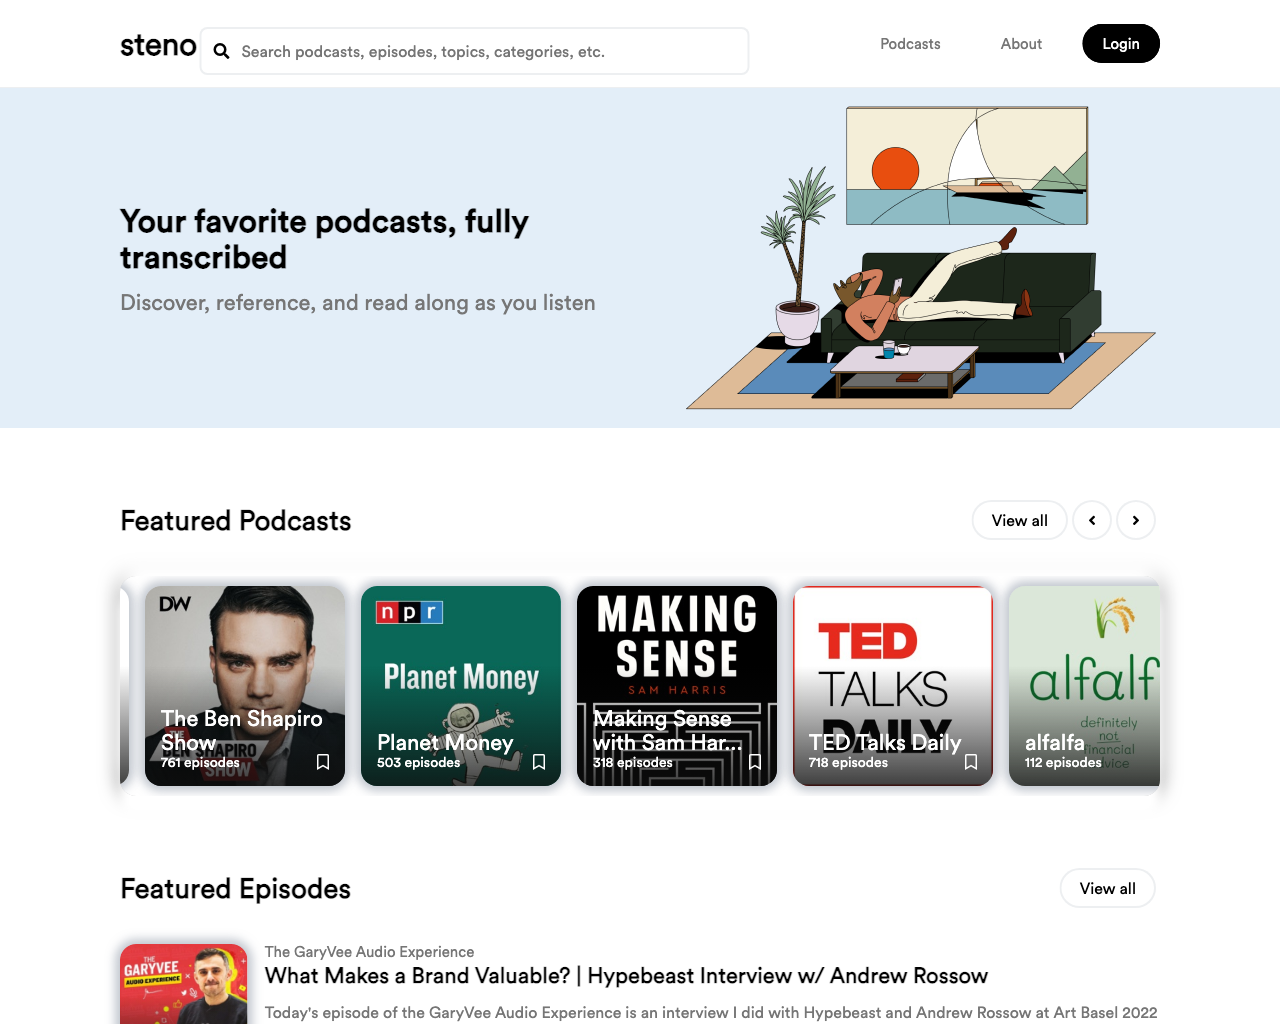 steno
Search podcasts, episodes, topics, categories, etc.
Podcasts
About
Login
Your favorite podcasts, fully
transcribed
Discover, reference, and read along as you listen
Featured Podcasts
View all
DW
THE
BEN SHAPIRO
SHOW
The Ben Shapiro
Show
761 episodes
npr
Planet Money
Planet Money
503 episodes
MAKING
SENSE
SAM HARRIS
Making Sense
with Sam Har...
318 episodes
TED
TALKS
DAILY
TED Talks Daily
718 episodes
alfalf
definitely
not
financial
alfalfa
112 episodes
Featured Episodes
View all
THE
GARYVEE
AUDIO EXPERIENCE
The GaryVee Audio Experience
What Makes a Brand Valuable? | Hypebeast Interview w/ Andrew Rossow
Today's episode of the GaryVee Audio Experience is an interview I did with Hypebeast and Andrew Rossow at Art Basel 2022